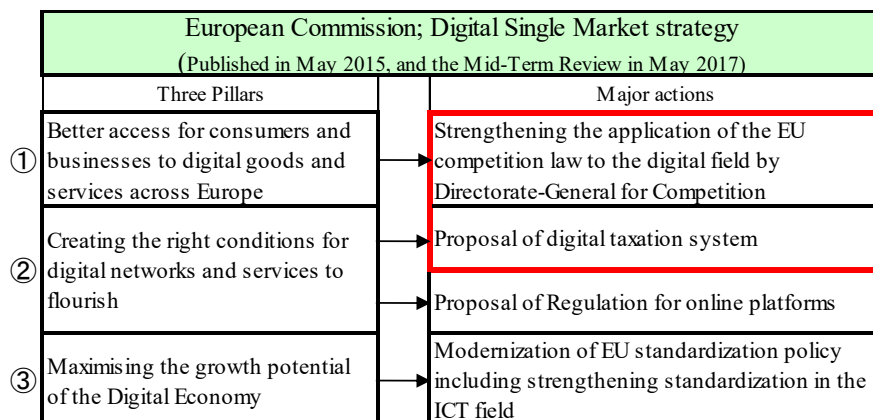 European Commission; Digital Single Market strategy
(Published in May 2015, and the Mid-Term Review in May 2017)
Three Pillars
Major actions
①
Better access for consumers and
businesses to digital goods and
services across Europe
Strengthening the application of the EU
competition law to the digital field by
Directorate-General for Competition
②
Creating the right conditions for
digital networks and services to
flourish
Proposal of digital taxation system
Proposal of Regulation for online platforms
③
Maximising the growth potential
of the Digital Economy
Modernization of EU standardization policy
including strengthening standardization in the
ICT field